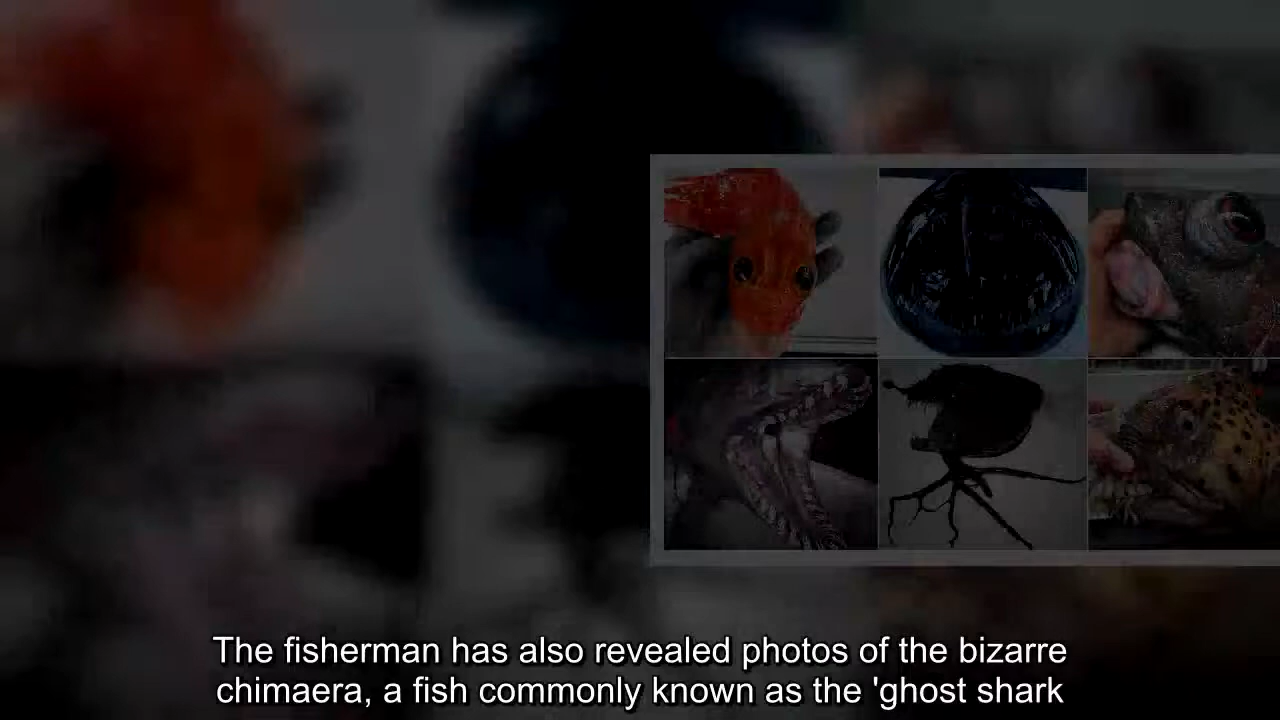 The fisherman has also revealed photos of the bizarre
chimaera, a fish commonly known as the 'ghost shark